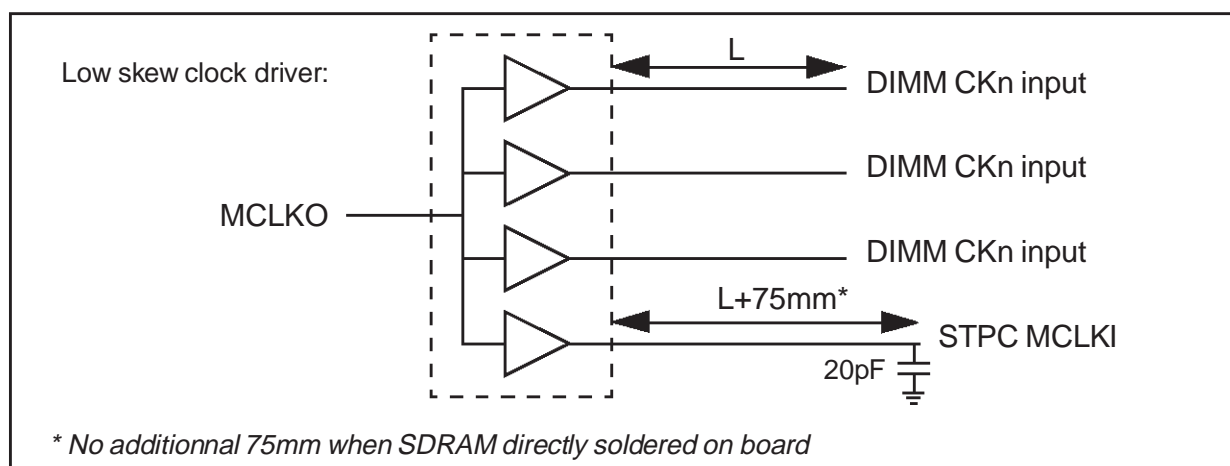 Low skew clock driver:
L
DIMM CKn input
DIMM CKn input
MCLKO
DIMM CKn input
L+75mm*
STPC MCLKI
20pF
* No additionnal 75mm when SDRAM directly soldered on board